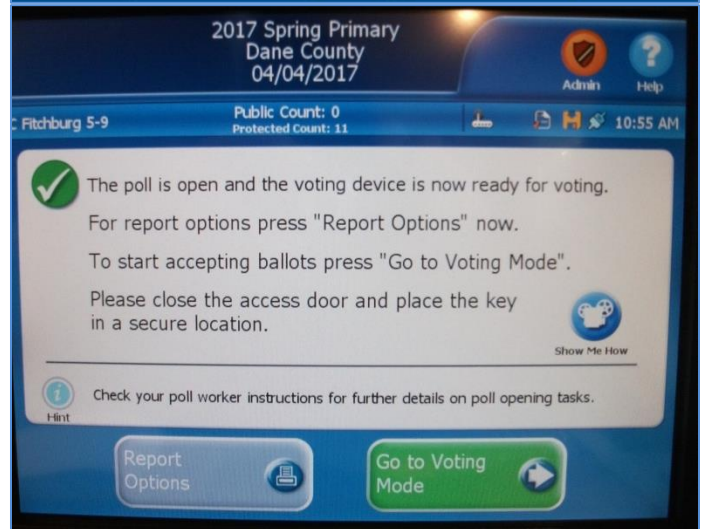 2017 Spring Primary
Dane County
04/04/2017
Admin
Help
C Fitchburg 5-9
Public Count: 0
Protected Count: 11
10:55 AM
The poll is open and the voting device is now ready for voting.
For report options press "Report Options" now.
To start accepting ballots press "Go to Voting Mode".
Please close the access door and place the key
in a secure location.
Show Me How
Hint
Check your poll worker instructions for further details on poll opening tasks.
Report
Options
Go to Voting
Mode